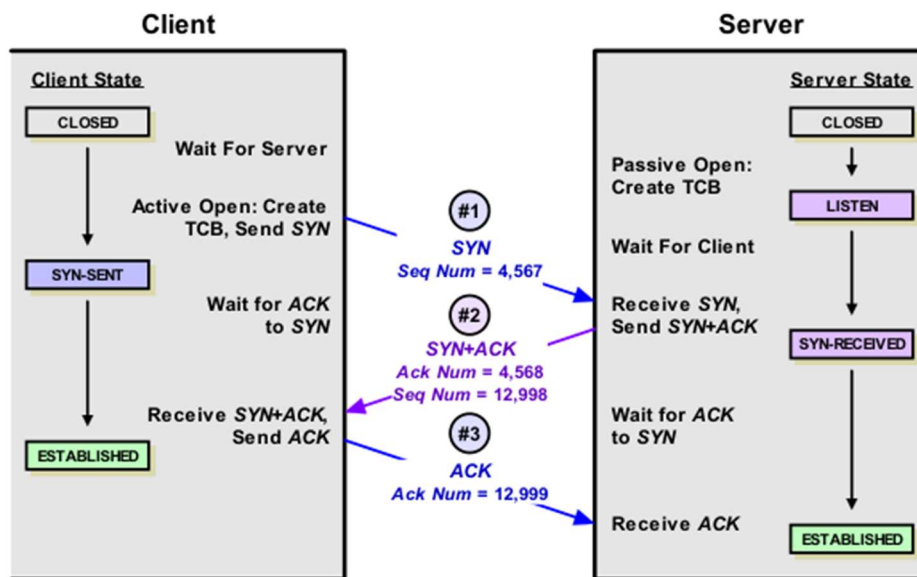 Client
Server
Client State
CLOSED
Wait For Server
Active Open: Create
TCB, Send SYN
SYN-SENT
Wait for ACK
to SYN
Receive SYN+ACK,
Send ACK
ESTABLISHED
#1
SYN
Seq Num = 4,567
#2
SYN+ACK
Ack Num = 4,568
Seq Num = 12,998
#3
ACK
Ack Num = 12,999
Server State
CLOSED
Passive Open:
Create TCB
LISTEN
Wait For Client
Receive SYN,
Send SYN+ACK
SYN-RECEIVED
Wait for ACK
to SYN
Receive ACK
ESTABLISHED